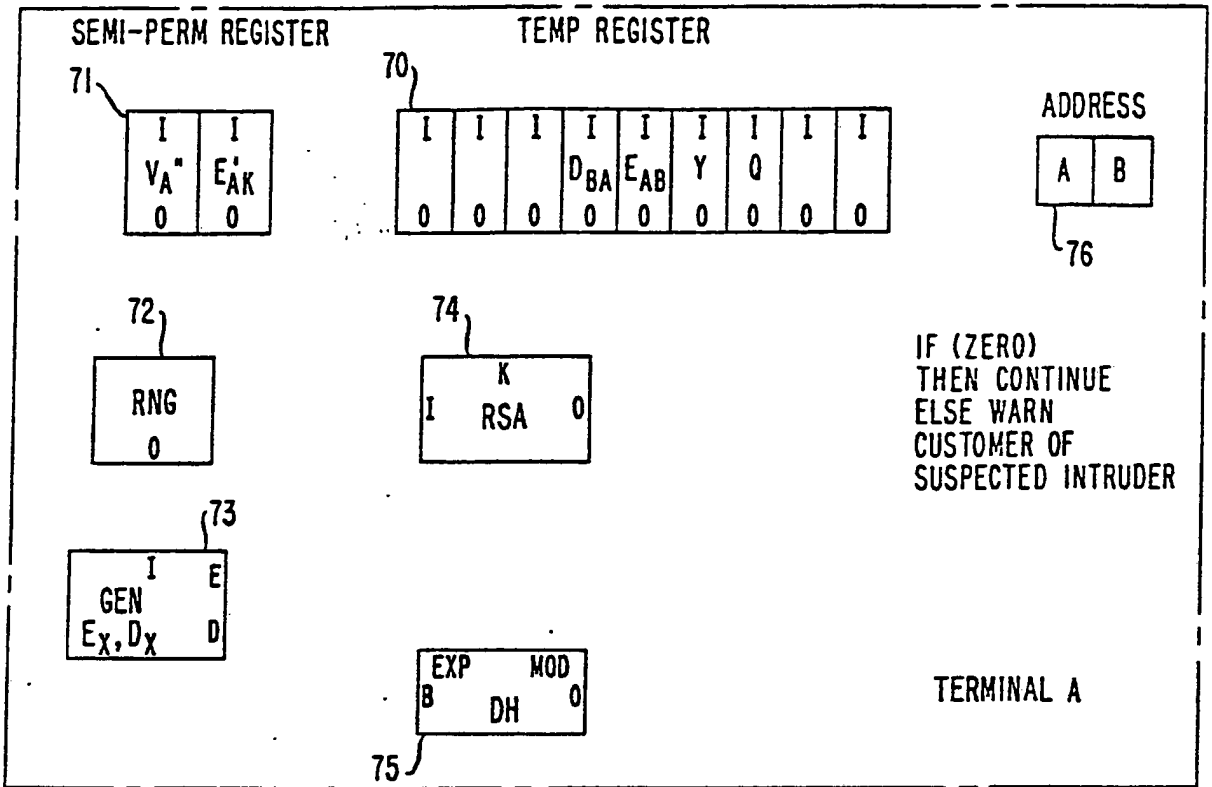 SEMI-PERM REGISTER
TEMP REGISTER
71
70
ADDRESS
I I
V_A" E'_AK
0 0
I I I I I I I I I
D_BA E_AB Y Q
0 0 0 0 0 0 0 0 0
A B
76
72
RNG
0
74
K
I RSA 0
IF (ZERO)
THEN CONTINUE
ELSE WARN
CUSTOMER OF
SUSPECTED INTRUDER
73
I E
GEN
E_X, D_X D
EXP MOD
B DH 0
75
TERMINAL A